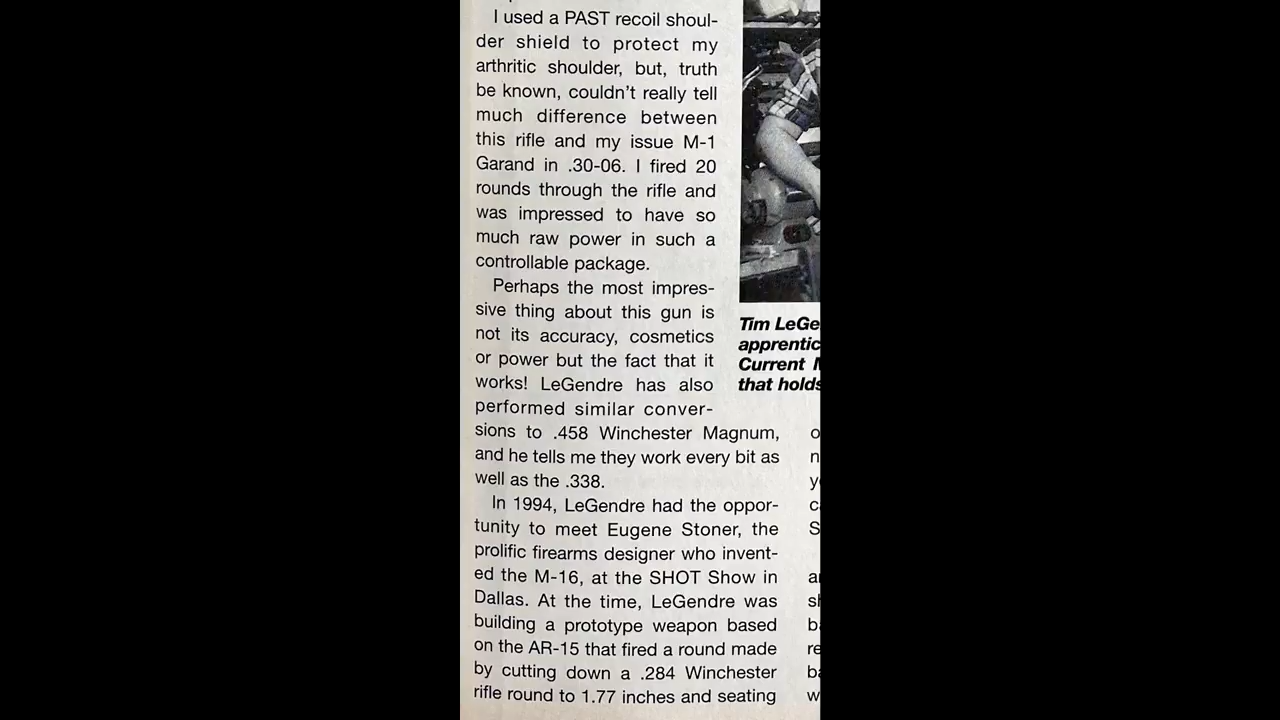 I used a PAST recoil shoul-
der shield to protect my
arthritic shoulder, but, truth
be known, couldn't really tell
much difference between
this rifle and my issue M-1
Garand in .30-06. I fired 20
rounds through the rifle and
was impressed to have so
much raw power in such a
controllable package.
Perhaps the most impres-
sive thing about this gun is
not its accuracy, cosmetics
or power but the fact that it
works! LeGendre has also
performed similar conver-
sions to .458 Winchester Magnum,
and he tells me they work every bit as
well as the .338.
In 1994, LeGendre had the oppor-
tunity to meet Eugene Stoner, the
prolific firearms designer who invent-
ed the M-16, at the SHOT Show in
Dallas. At the time, LeGendre was
building a prototype weapon based
on the AR-15 that fired a round made
by cutting down a .284 Winchester
rifle round to 1.77 inches and seating
Tim LeGe
apprentic
Current
that holds